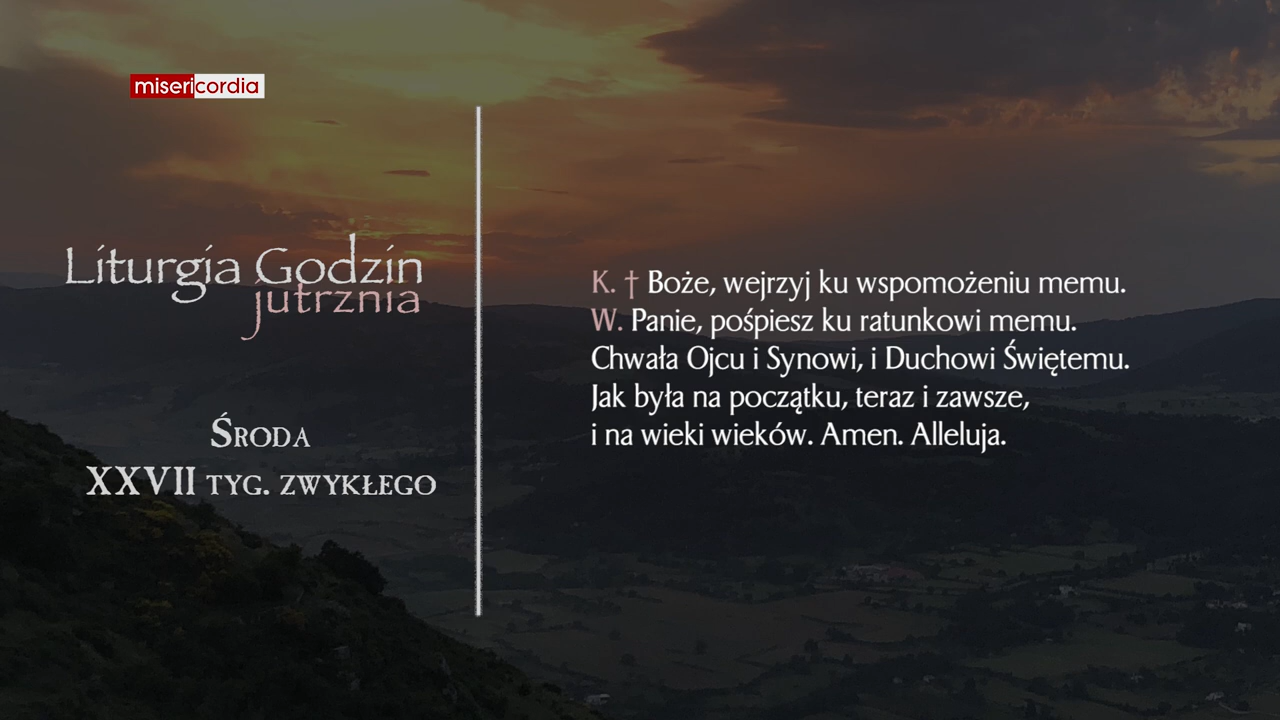 misericordia
Liturgia Godzin
jutrznia
Środa
XXVII tyg. zwykłego
K. † Boże, wejrzyj ku wspomożeniu memu.
W. Panie, pośpiesz ku ratunkowi memu.
Chwała Ojcu i Synowi, i Duchowi Świętemu.
Jak była na początku, teraz i zawsze,
i na wieki wieków. Amen. Alleluja.